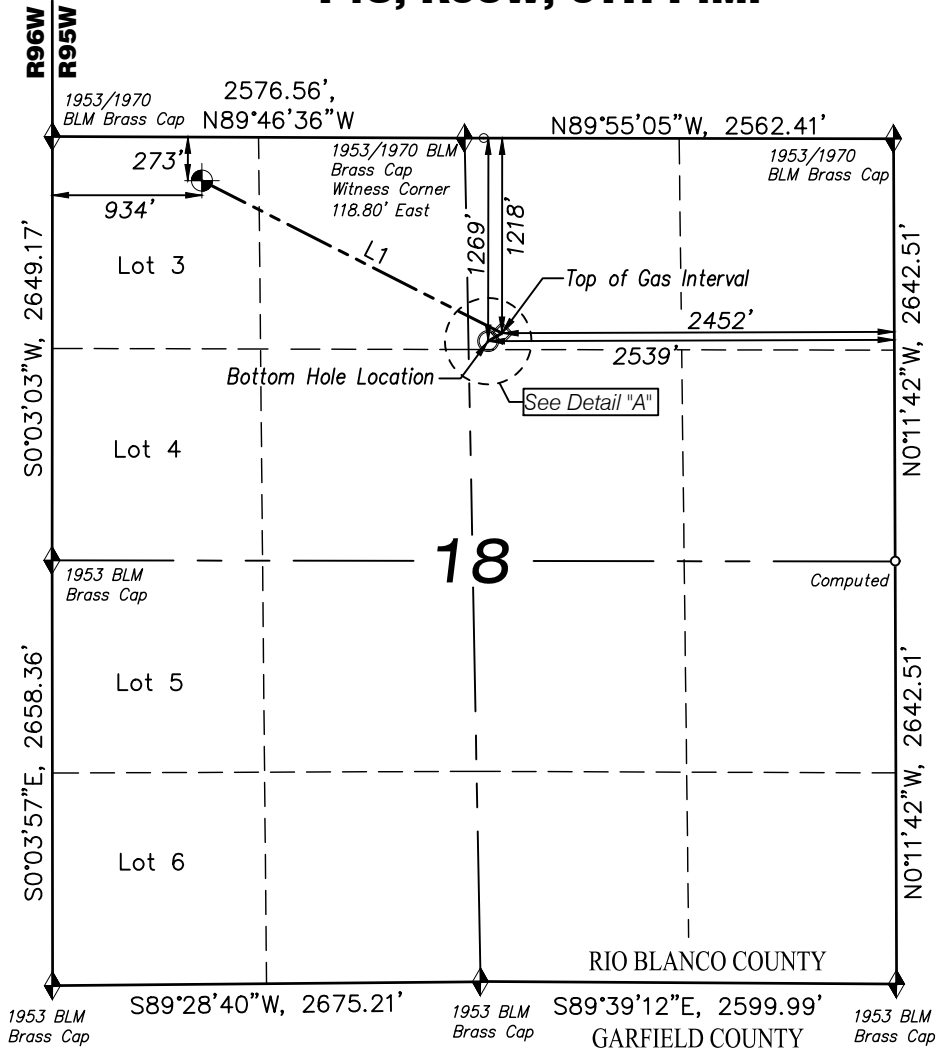 R96W
R95W
1953/1970
BLM Brass Cap
2576.56',
N89°46'36"W
N89°55'05"W, 2562.41'
273'
934'
1953/1970 BLM
Brass Cap
Witness Corner
118.80' East
1953/1970
BLM Brass Cap
S0°03'03"W, 2649.17'
Lot 3
L1
1269'
1218'
Top of Gas Interval
2452'
2539'
N0°11'42"W, 2642.51'
Bottom Hole Location
See Detail "A"
Lot 4
18
1953 BLM
Brass Cap
Computed
S0°03'57"E, 2658.36'
Lot 5
N0°11'42"W, 2642.51'
Lot 6
RIO BLANCO COUNTY
S89°28'40"W, 2675.21'
S89°39'12"E, 2599.99'
1953 BLM
Brass Cap
1953 BLM
Brass Cap
1953 BLM
Brass Cap
GARFIELD COUNTY